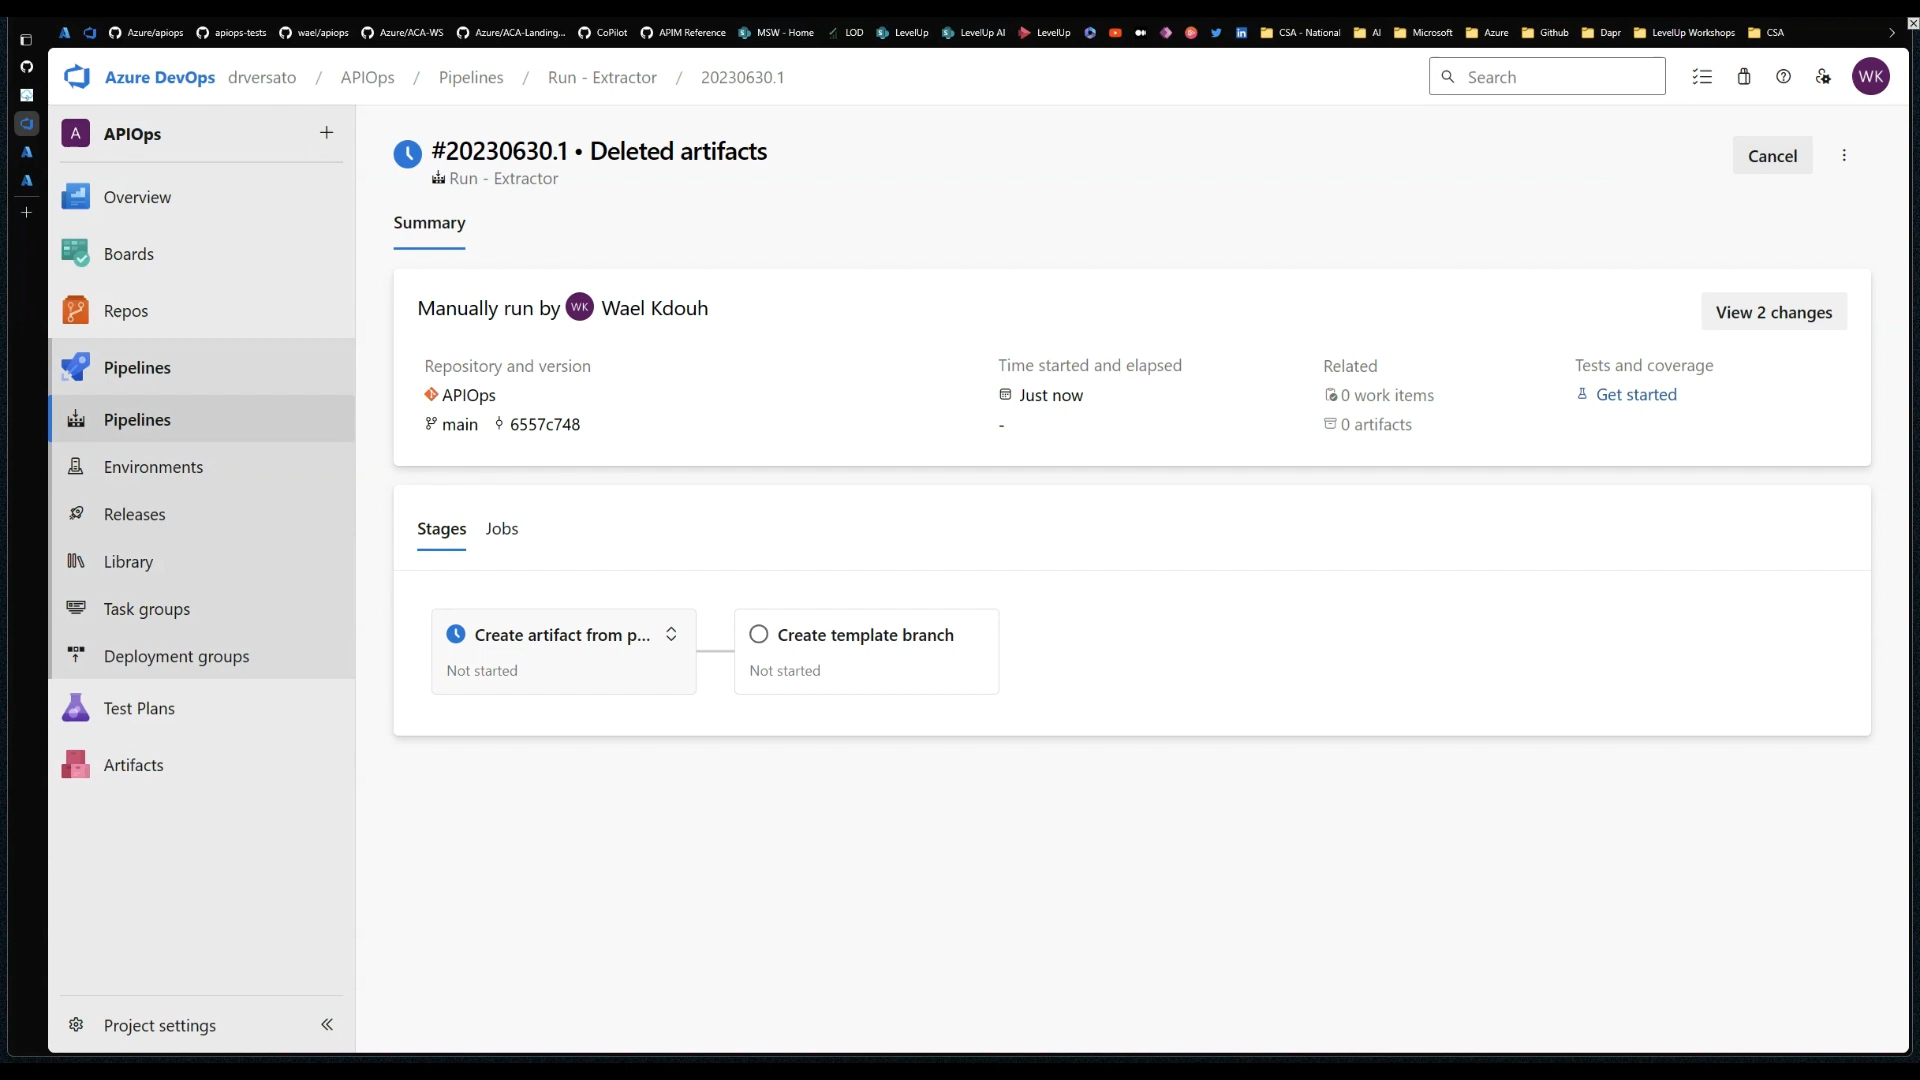 Azure/apiops apiops-tests wael/apiops Azure/ACA-WS Azure/ACA-Landing... CoPilot APIM Reference MSW - Home LOD LevelUp LevelUp AI LevelUp CSA - National AI Microsoft Azure Github Dapr LevelUp Workshops CSA
Azure DevOps drversato / APIOps / Pipelines / Run - Extractor / 20230630.1 Search WK
A APIOps +
Overview
Boards
Repos
Pipelines
Pipelines
Environments
Releases
Library
Task groups
Deployment groups
Test Plans
Artifacts
Project settings
#20230630.1 • Deleted artifacts
Run - Extractor
Cancel
Summary
Manually run by WK Wael Kdouh
View 2 changes
Repository and version
APIOps
main 6557c748
Time started and elapsed
Just now
-
Related
0 work items
0 artifacts
Tests and coverage
Get started
Stages Jobs
Create artifact from p...
Not started
Create template branch
Not started